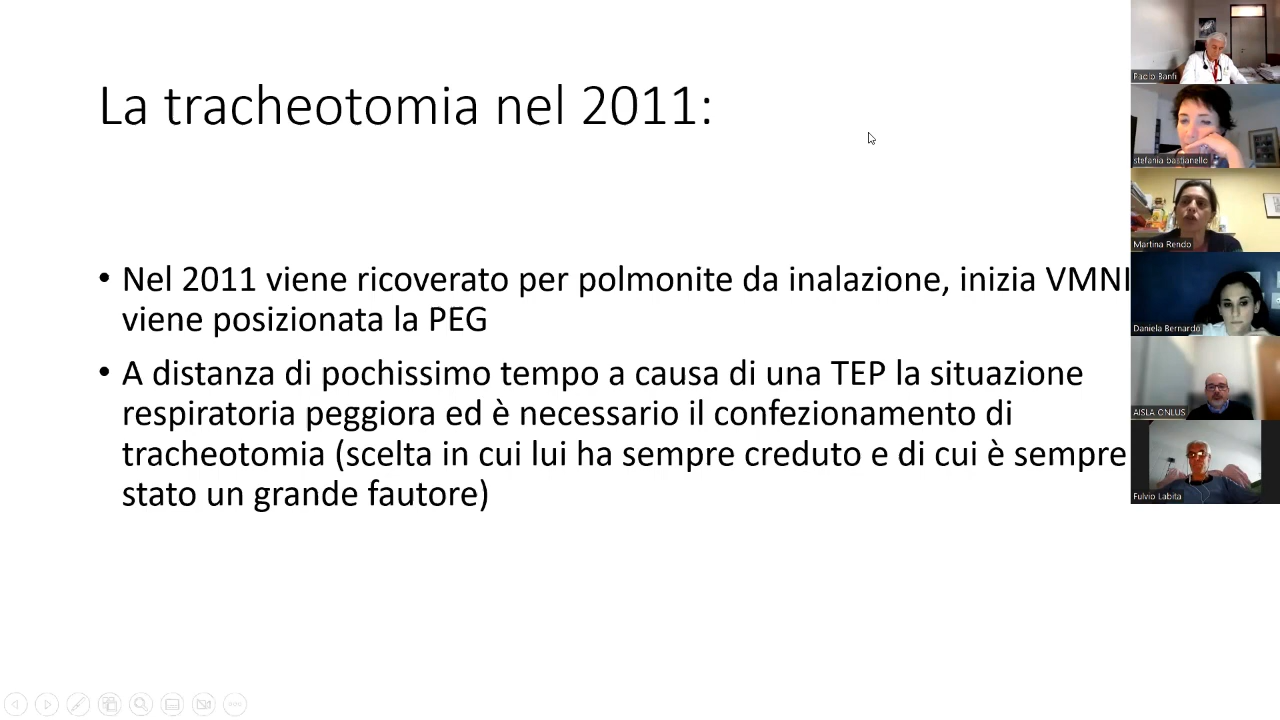 La tracheotomia nel 2011:
• Nel 2011 viene ricoverato per polmonite da inalazione, inizia VMNI
viene posizionata la PEG
• A distanza di pochissimo tempo a causa di una TEP la situazione
respiratoria peggiora ed è necessario il confezionamento di
tracheotomia (scelta in cui lui ha sempre creduto e di cui è sempre
stato un grande fautore)
Paolo Banfi
stefania bastianello
Martina Rendo
Daniela Bernardo
AISLA ONLUS
Fulvio Labita